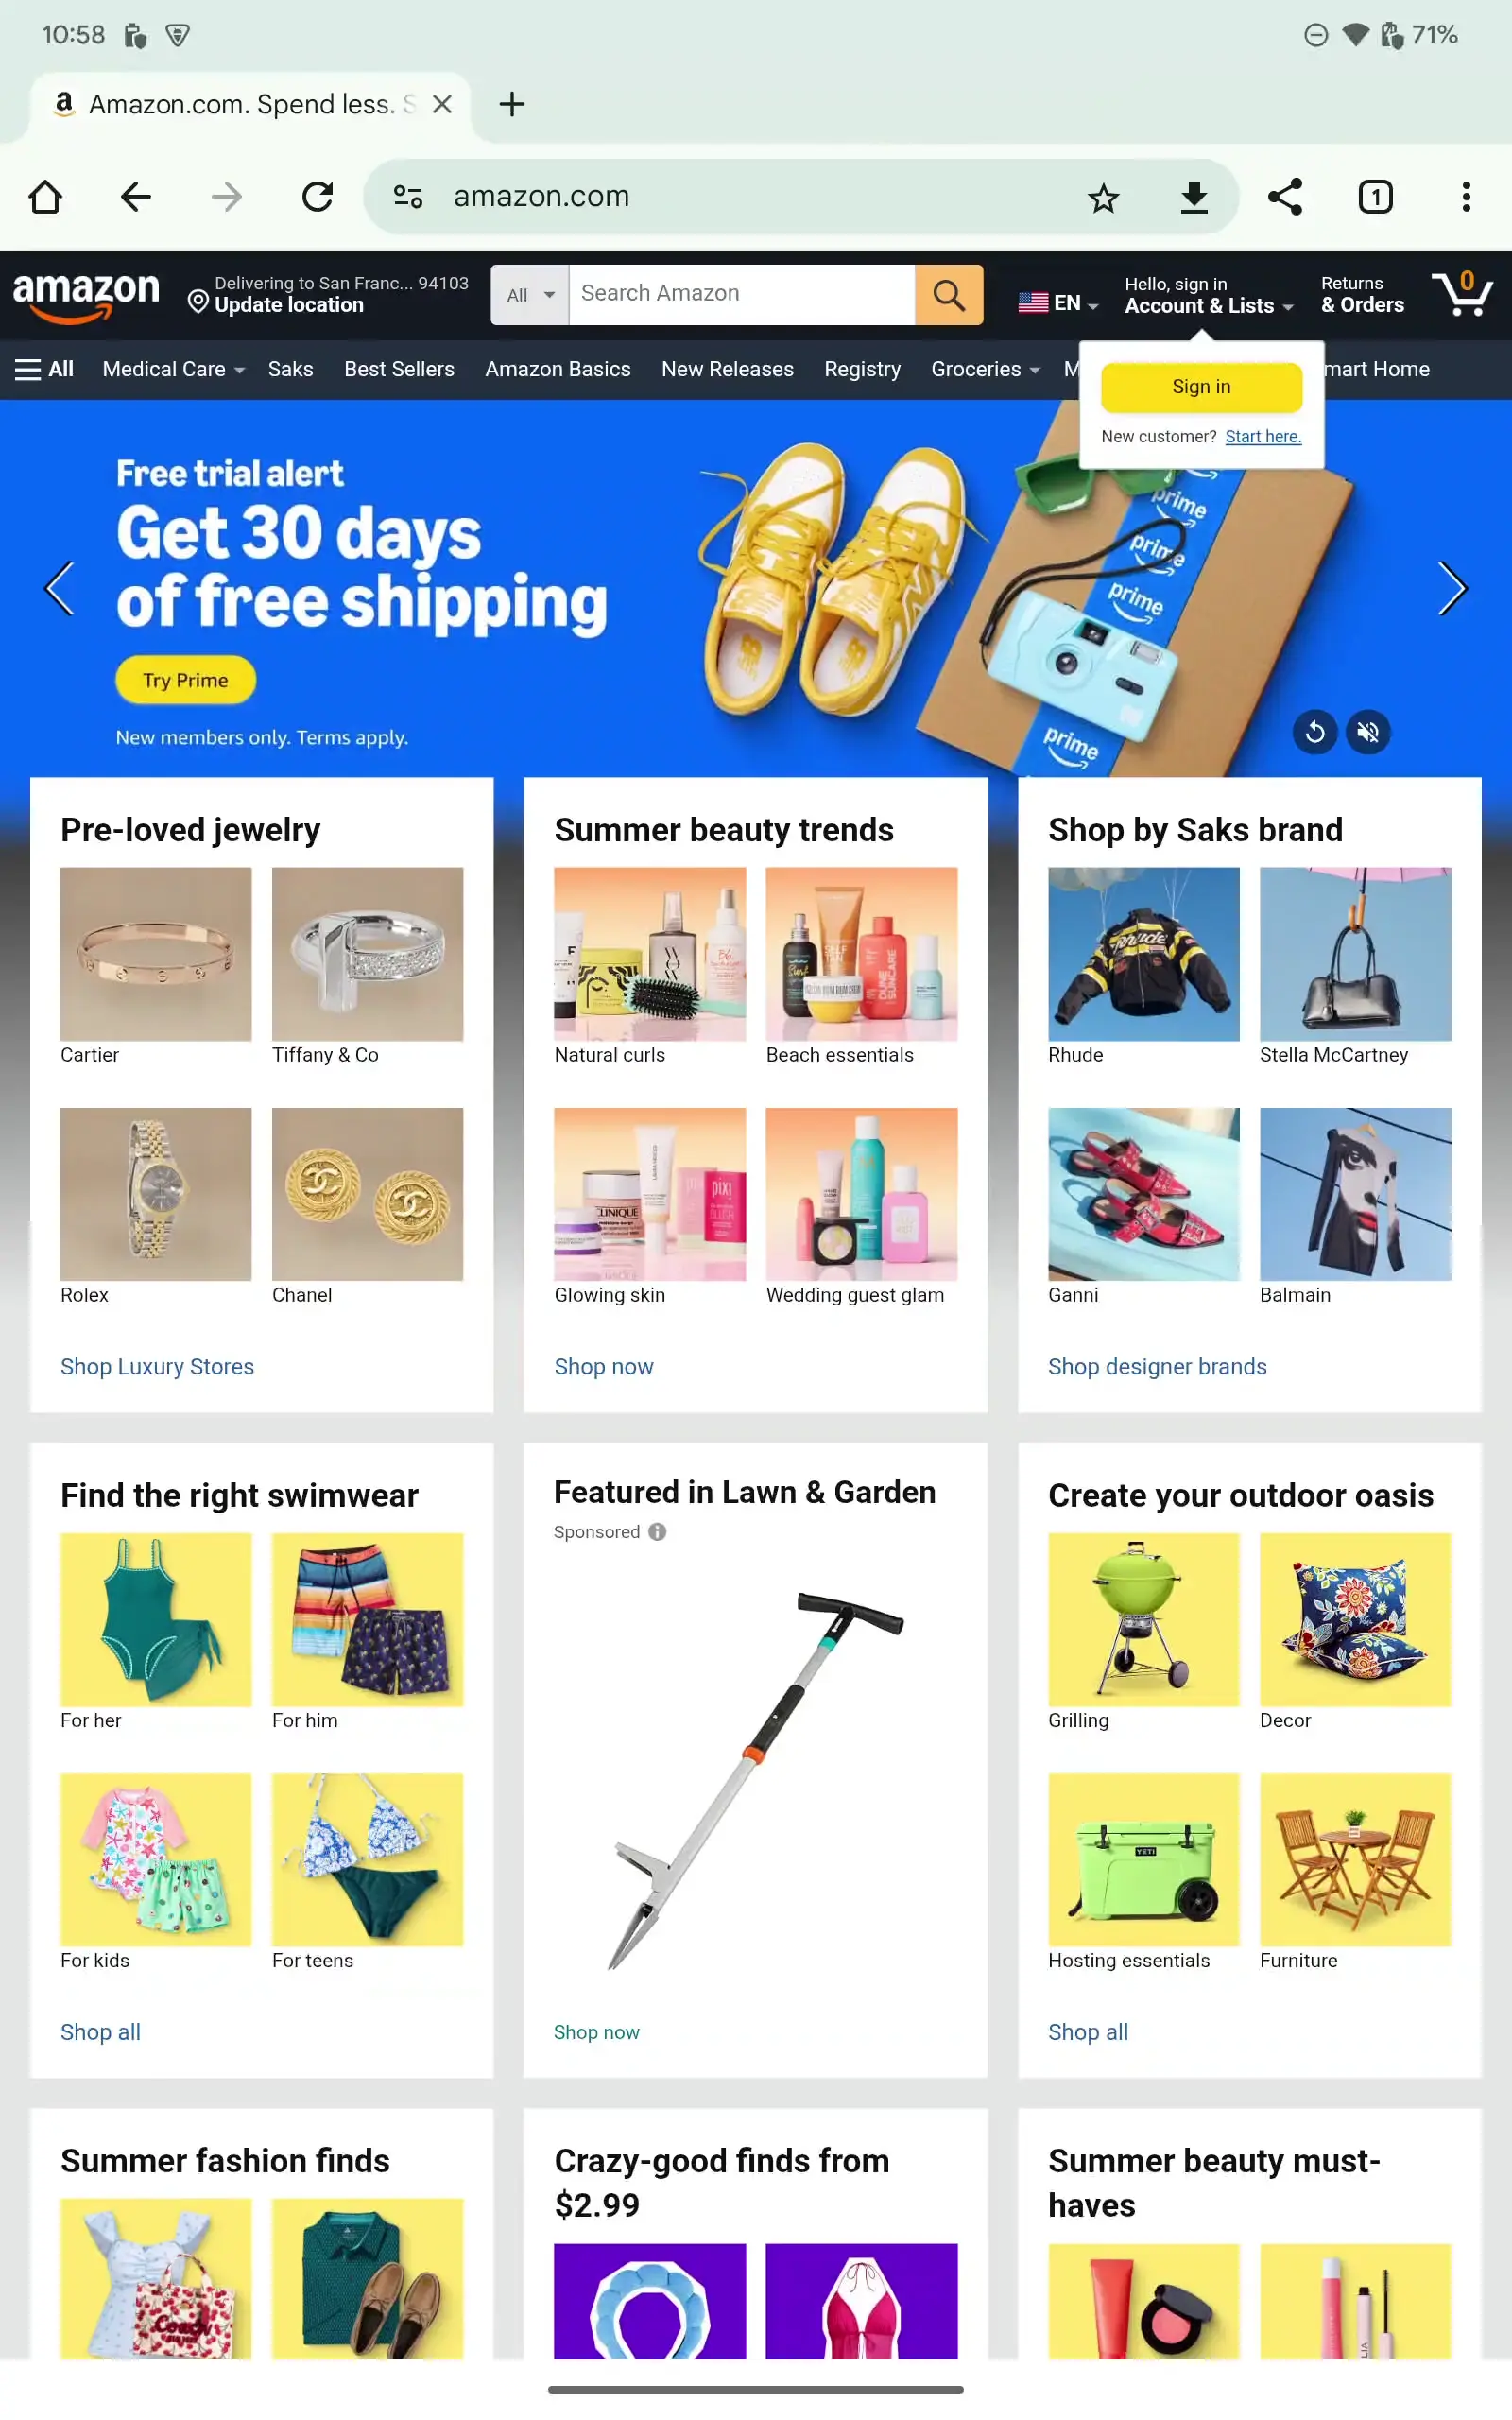 10:58
71%
Amazon.com. Spend less. S
amazon.com
1
amazon
Delivering to San Franc... 94103
Update location
All
Search Amazon
EN
Hello, sign in
Account & Lists
Returns
& Orders
0
All
Medical Care
Saks
Best Sellers
Amazon Basics
New Releases
Registry
Groceries
M
mart Home
Sign in
New customer? Start here.
Free trial alert
Get 30 days
of free shipping
Try Prime
New members only. Terms apply.
prime
prime
prime
prime
Pre-loved jewelry
Summer beauty trends
Shop by Saks brand
Rhude
Cartier
Tiffany & Co
Natural curls
Beach essentials
Rhude
Stella McCartney
CLINIQUE
PIXI
Rolex
Chanel
Glowing skin
Wedding guest glam
Ganni
Balmain
Shop Luxury Stores
Shop now
Shop designer brands
Find the right swimwear
Featured in Lawn & Garden
Sponsored
Create your outdoor oasis
For her
For him
Grilling
Decor
YETI
For kids
For teens
Hosting essentials
Furniture
Shop all
Shop now
Shop all
Summer fashion finds
Crazy-good finds from
$2.99
Summer beauty must-
haves
Coach